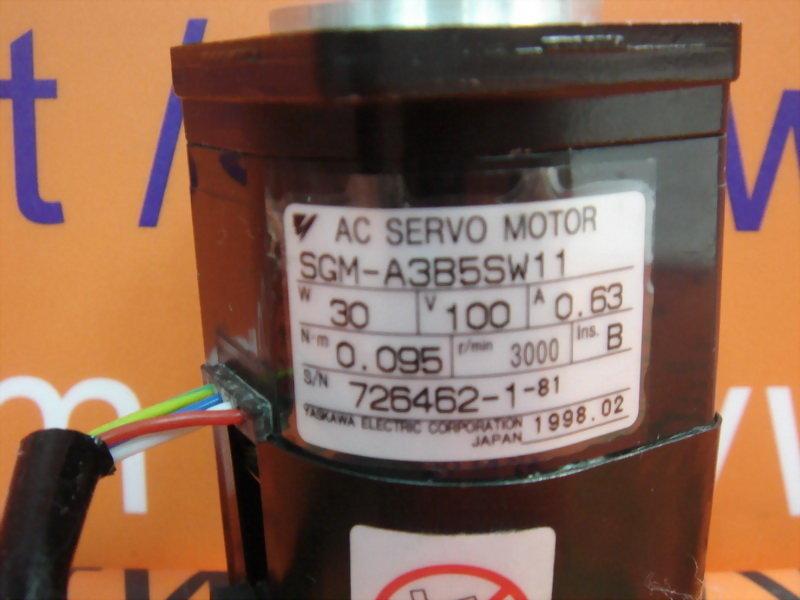 AC SERVO MOTOR
SGM-A3B5SW11
W 30 V 100 A 0.63
N·m 0.095 r/min 3000 Ins. B
S/N 726462-1-81
YASKAWA ELECTRIC CORPORATION
JAPAN 1998.02